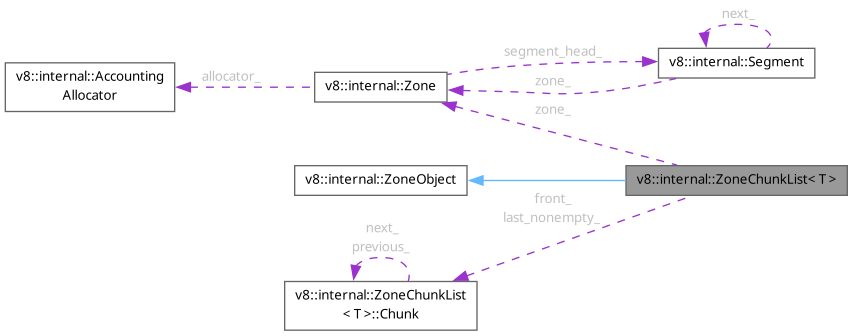 next_
segment_head_
v8::internal::Segment
v8::internal::Accounting
Allocator
allocator_
v8::internal::Zone
zone_
zone_
v8::internal::ZoneObject
v8::internal::ZoneChunkList< T >
front_
last_nonempty_
next_
previous_
v8::internal::ZoneChunkList
< T >::Chunk